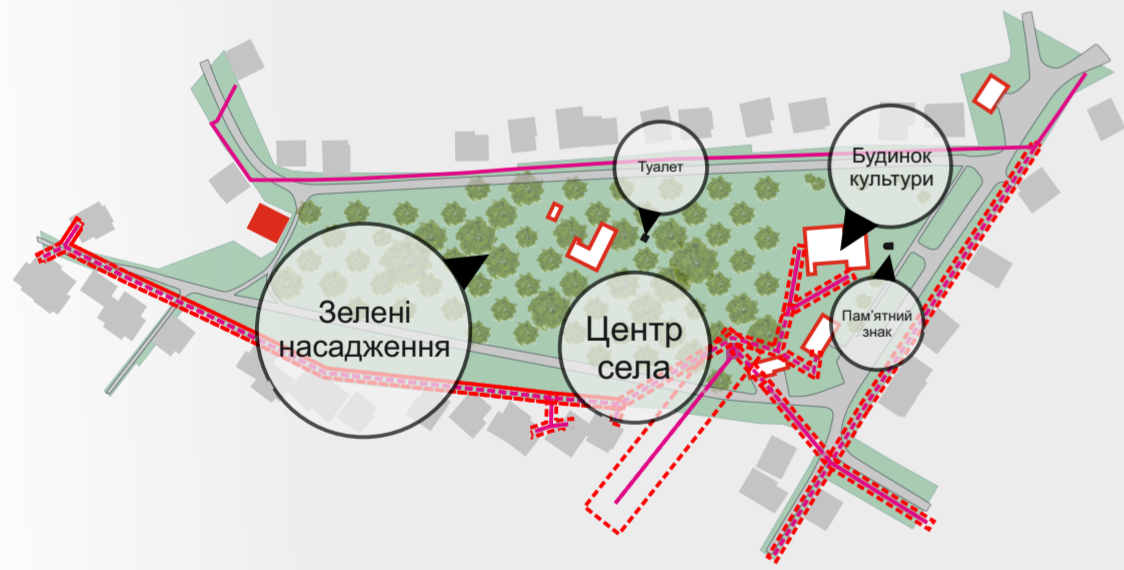 Туалет
Будинок
культури
Зелені
насадження
Центр
села
Пам'ятний
знак